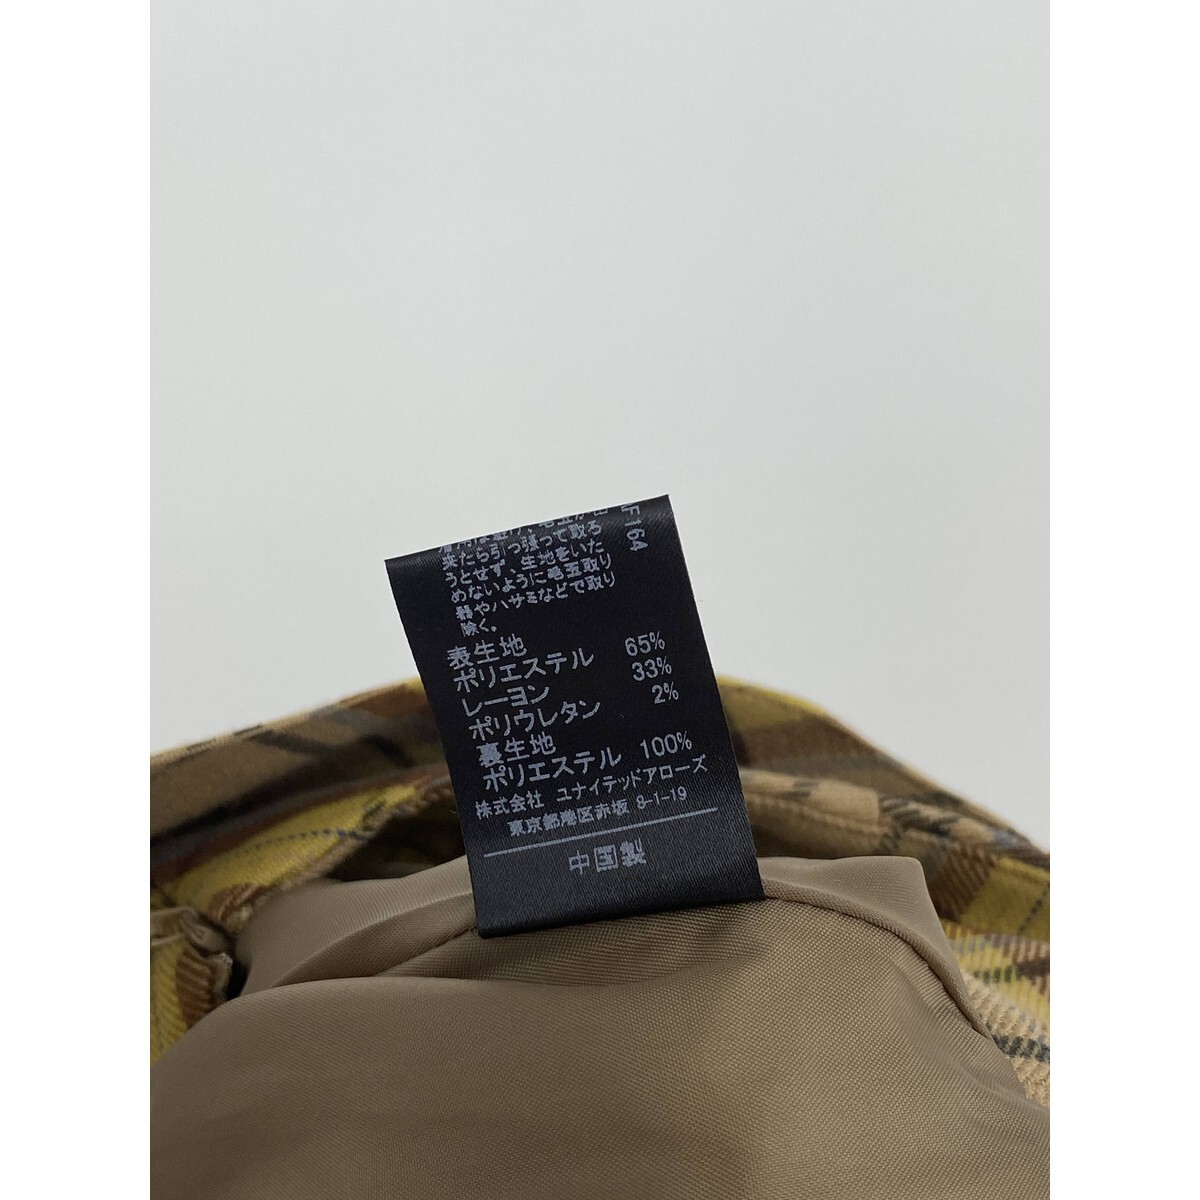 来たら引っ張って取ろ
うとせず、生地をいた
めないように毛玉取り
器やハサミなどで取り
除く。
F164
表生地
ポリエステル 65%
レーヨン 33%
ポリウレタン 2%
裏生地
ポリエステル 100%
株式会社 ユナイテッドアローズ
東京都港区赤坂 8-1-19
中国製